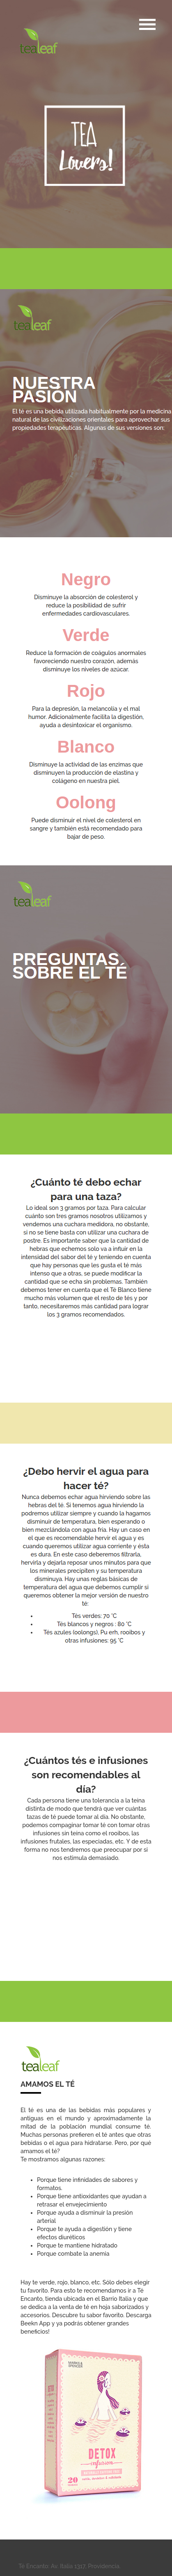 tealeaf
TEA
Lovers!
tealeaf
NUESTRA
PASION
El té es una bebida utilizada habitualmente por la medicina
natural de las civilizaciones orientales para aprovechar sus
propiedades terapéuticas. Algunas de sus versiones son:
Negro
Disminuye la absorción de colesterol y
reduce la posibilidad de sufrir
enfermedades cardiovasculares.
Verde
Reduce la formación de coágulos anormales
favoreciendo nuestro corazón, además
disminuye los niveles de azúcar.
Rojo
Para la depresión, la melancolía y el mal
humor. Adicionalmente facilita la digestión,
ayuda a desintoxicar el organismo.
Blanco
Disminuye la actividad de las enzimas que
disminuyen la producción de elastina y
colágeno en nuestra piel.
Oolong
Puede disminuir el nivel de colesterol en
sangre y también está recomendado para
bajar de peso.
tealeaf
PREGUNTAS
SOBRE EL TÉ
¿Cuánto té debo echar
para una taza?
Lo ideal son 3 gramos por taza. Para calcular
cuánto son tres gramos nosotros utilizamos y
vendemos una cuchara medidora, no obstante,
si no se tiene basta con utilizar una cuchara de
postre. Es importante saber que la cantidad de
hebras que echemos solo va a influir en la
intensidad del sabor del té y teniendo en cuenta
que hay personas que les gusta el té más
intenso que a otras, se puede modificar la
cantidad que se echa sin problemas. También
debemos tener en cuenta que el Té Blanco tiene
mucho más volumen que el resto de tés y por
tanto, necesitaremos más cantidad para lograr
los 3 gramos recomendados.
¿Debo hervir el agua para
hacer té?
Nunca debemos echar agua hirviendo sobre las
hebras del té. Si tenemos agua hirviendo la
podremos utilizar siempre y cuando la hagamos
disminuir de temperatura, bien esperando o
bien mezclándola con agua fría. Hay un caso en
el que es recomendable hervir el agua y es
cuando queremos utilizar agua corriente y ésta
es dura. En este caso deberemos filtrarla,
hervirla y dejarla reposar unos minutos para que
los minerales precipiten y su temperatura
disminuya. Hay unas reglas básicas de
temperatura del agua que debemos cumplir si
queremos obtener la mejor versión de nuestro
té:
• Tés verdes: 70 °C
• Tés blancos y negros : 80 °C
• Tés azules (oolongs), Pu erh, rooibos y
otras infusiones: 95 °C
¿Cuántos tés e infusiones
son recomendables al
día?
Cada persona tiene una tolerancia a la teína
distinta de modo que tendrá que ver cuántas
tazas de té puede tomar al día. No obstante,
podemos compaginar tomar té con tomar otras
infusiones sin teína como el rooibos, las
infusiones frutales, las especiadas, etc. Y de esta
forma no nos tendremos que preocupar por si
nos estimula demasiado.
tealeaf
AMAMOS EL TÉ
El té es una de las bebidas más populares y
antiguas en el mundo y aproximadamente la
mitad de la población mundial consume té.
Muchas personas prefieren el té antes que otras
bebidas o el agua para hidratarse. Pero, por qué
amamos el té?
Te mostramos algunas razones:
• Porque tiene infinidades de sabores y
formatos.
• Porque tiene antioxidantes que ayudan a
retrasar el envejecimiento
• Porque ayuda a disminuir la presión
arterial
• Porque te ayuda a digestión y tiene
efectos diuréticos
• Porque te mantiene hidratado
• Porque combate la anemia
Hay té verde, rojo, blanco, etc. Sólo debes elegir
tu favorito. Para esto te recomendamos ir a Té
Encanto, tienda ubicada en el Barrio Italia y que
se dedica a la venta de té en hoja saborizados y
accesorios. Descubre tu sabor favorito. Descarga
Beekn App y ya podrás obtener grandes
beneficios!
DETOX
infusion
20
Té Encanto: Av. Italia 1317, Providencia.